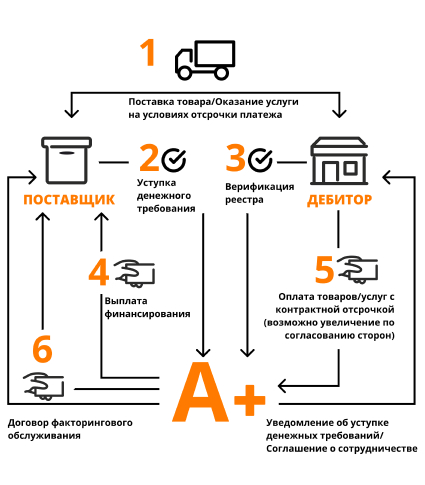 1
Поставка товара/Оказание услуги
на условиях отсрочки платежа
2
3
ПОСТАВЩИК
Уступка
денежного
требования
Верификация
реестра
ДЕБИТОР
4
5
Выплата
финансирования
Оплата товаров/услуг с
контрактной отсрочкой
(возможно увеличение по
согласованию сторон)
6
А+
Договор факторингового
обслуживания
Уведомление об уступке
денежных требований/
Соглашение о сотрудничестве